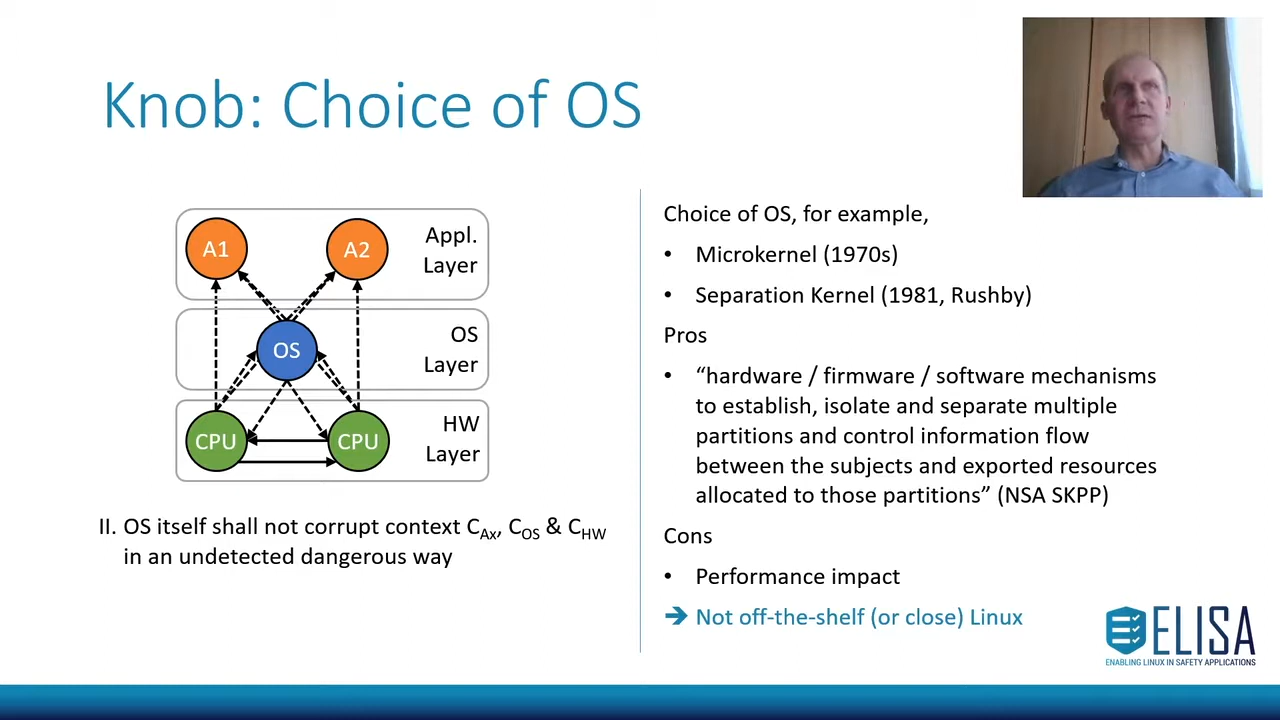 Knob: Choice of OS
A1
A2
Appl.
Layer
OS
OS
Layer
CPU
CPU
HW
Layer
II. OS itself shall not corrupt context C_Ax, C_OS & C_HW
in an undetected dangerous way
Choice of OS, for example,
• Microkernel (1970s)
• Separation Kernel (1981, Rushby)
Pros
• “hardware / firmware / software mechanisms
to establish, isolate and separate multiple
partitions and control information flow
between the subjects and exported resources
allocated to those partitions” (NSA SKPP)
Cons
• Performance impact
➔ Not off-the-shelf (or close) Linux
ELISA
ENABLING LINUX IN SAFETY APPLICATIONS